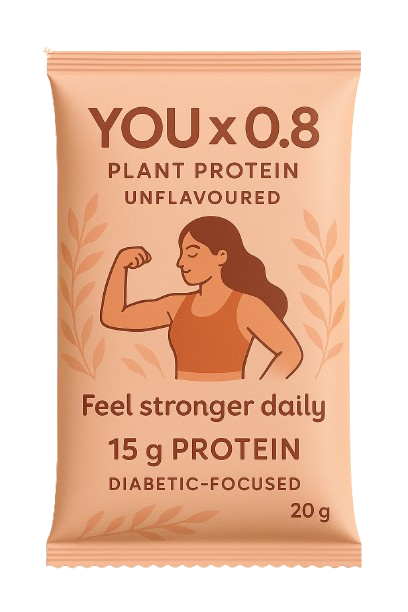 YOU x 0.8
PLANT PROTEIN
UNFLAVOURED
Feel stronger daily
15 g PROTEIN
DIABETIC-FOCUSED
20 g